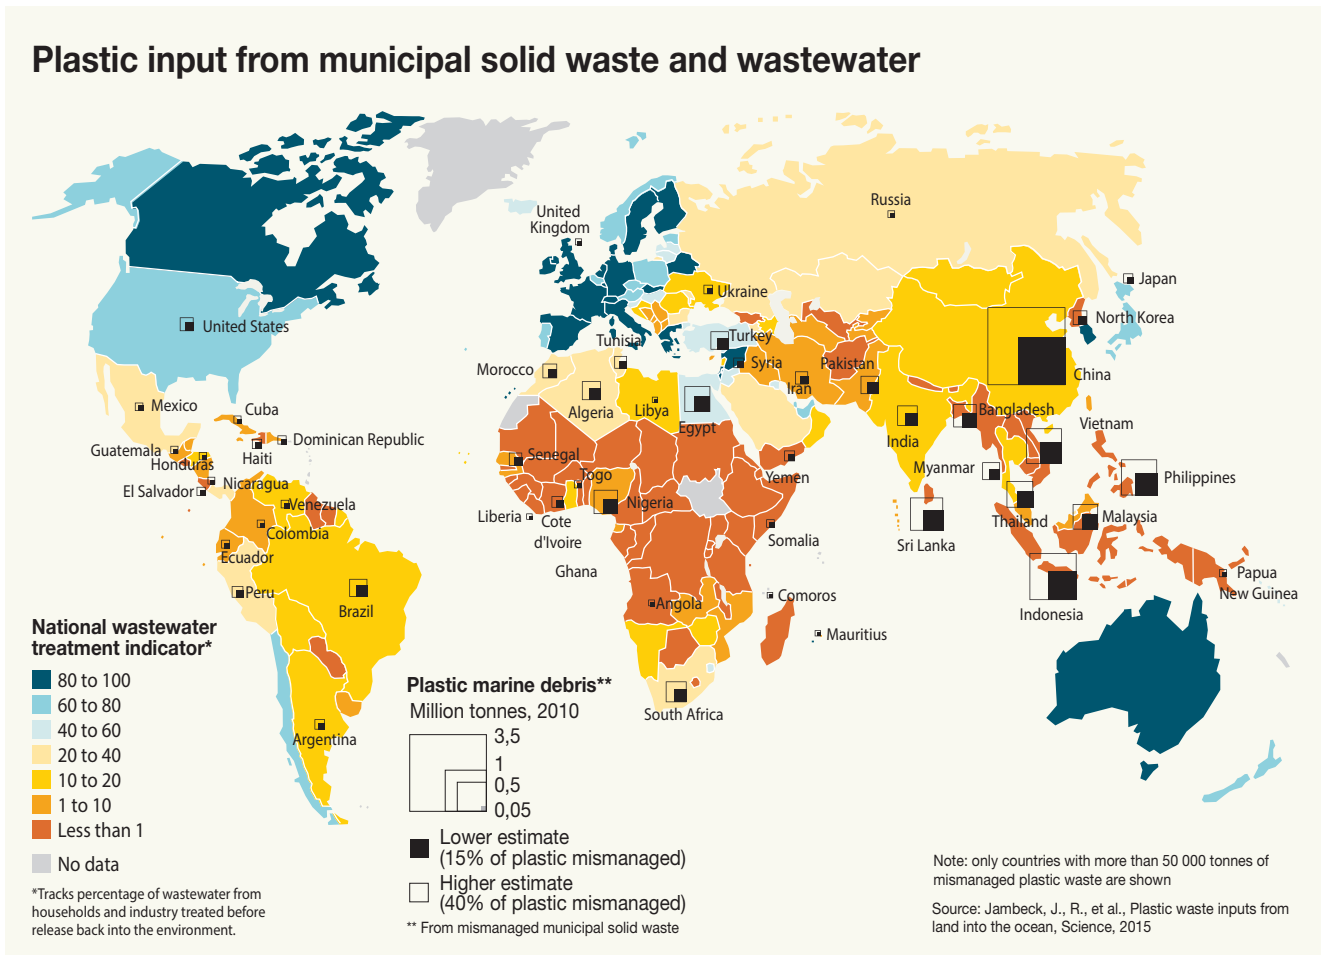 Plastic input from municipal solid waste and wastewater
Russia
United
Kingdom
Ukraine
Japan
North Korea
United States
Turkey
Tunisia
Syria
Pakistan
Iran
China
Morocco
Algeria
Libya
Egypt
Mexico
Cuba
Dominican Republic
Haiti
Guatemala
Honduras
Nicaragua
El Salvador
Venezuela
Colombia
Ecuador
Peru
Brazil
Argentina
Senegal
Togo
Nigeria
Liberia
Cote
d'Ivoire
Ghana
Yemen
Somalia
Angola
Comoros
Mauritius
South Africa
India
Bangladesh
Vietnam
Myanmar
Philippines
Thailand
Malaysia
Sri Lanka
Indonesia
Papua
New Guinea
National wastewater
treatment indicator*
80 to 100
60 to 80
40 to 60
20 to 40
10 to 20
1 to 10
Less than 1
No data
*Tracks percentage of wastewater from
households and industry treated before
release back into the environment.
Plastic marine debris**
Million tonnes, 2010
3,5
1
0,5
0,05
Lower estimate
(15% of plastic mismanaged)
Higher estimate
(40% of plastic mismanaged)
** From mismanaged municipal solid waste
Note: only countries with more than 50 000 tonnes of
mismanaged plastic waste are shown
Source: Jambeck, J., R., et al., Plastic waste inputs from
land into the ocean, Science, 2015